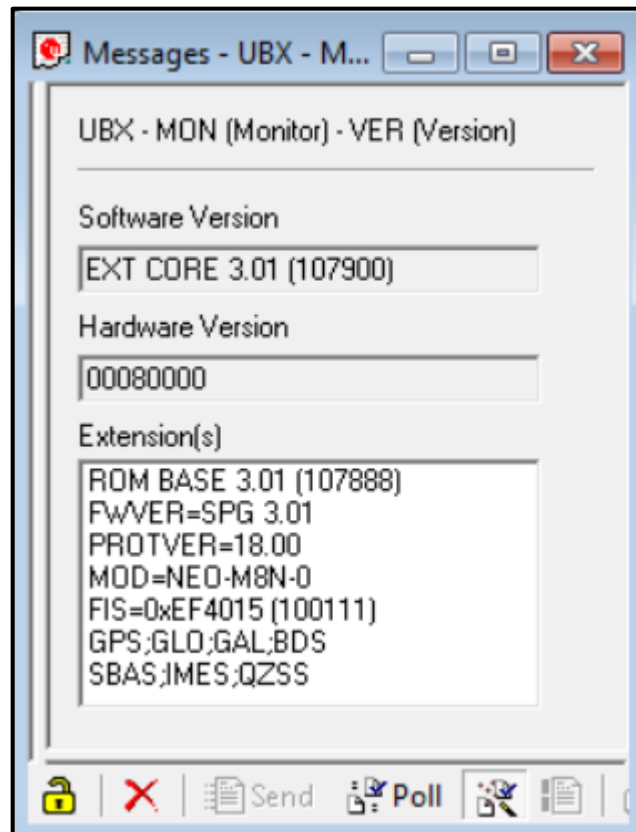 Messages - UBX - M...
UBX - MON (Monitor) - VER (Version)
Software Version
EXT CORE 3.01 (107900)
Hardware Version
00080000
Extension(s)
ROM BASE 3.01 (107888)
FWVER=SPG 3.01
PROTVER=18.00
MOD=NEO-M8N-0
FIS=0xEF4015 (100111)
GPS;GLO;GAL;BDS
SBAS;IMES;QZSS
Send Poll